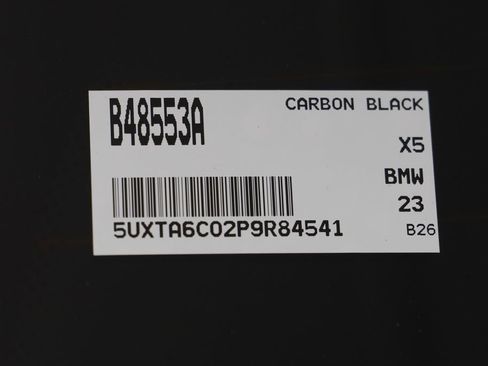 B48553A
CARBON BLACK
X5
BMW
23
5UXTA6C02P9R84541
B26